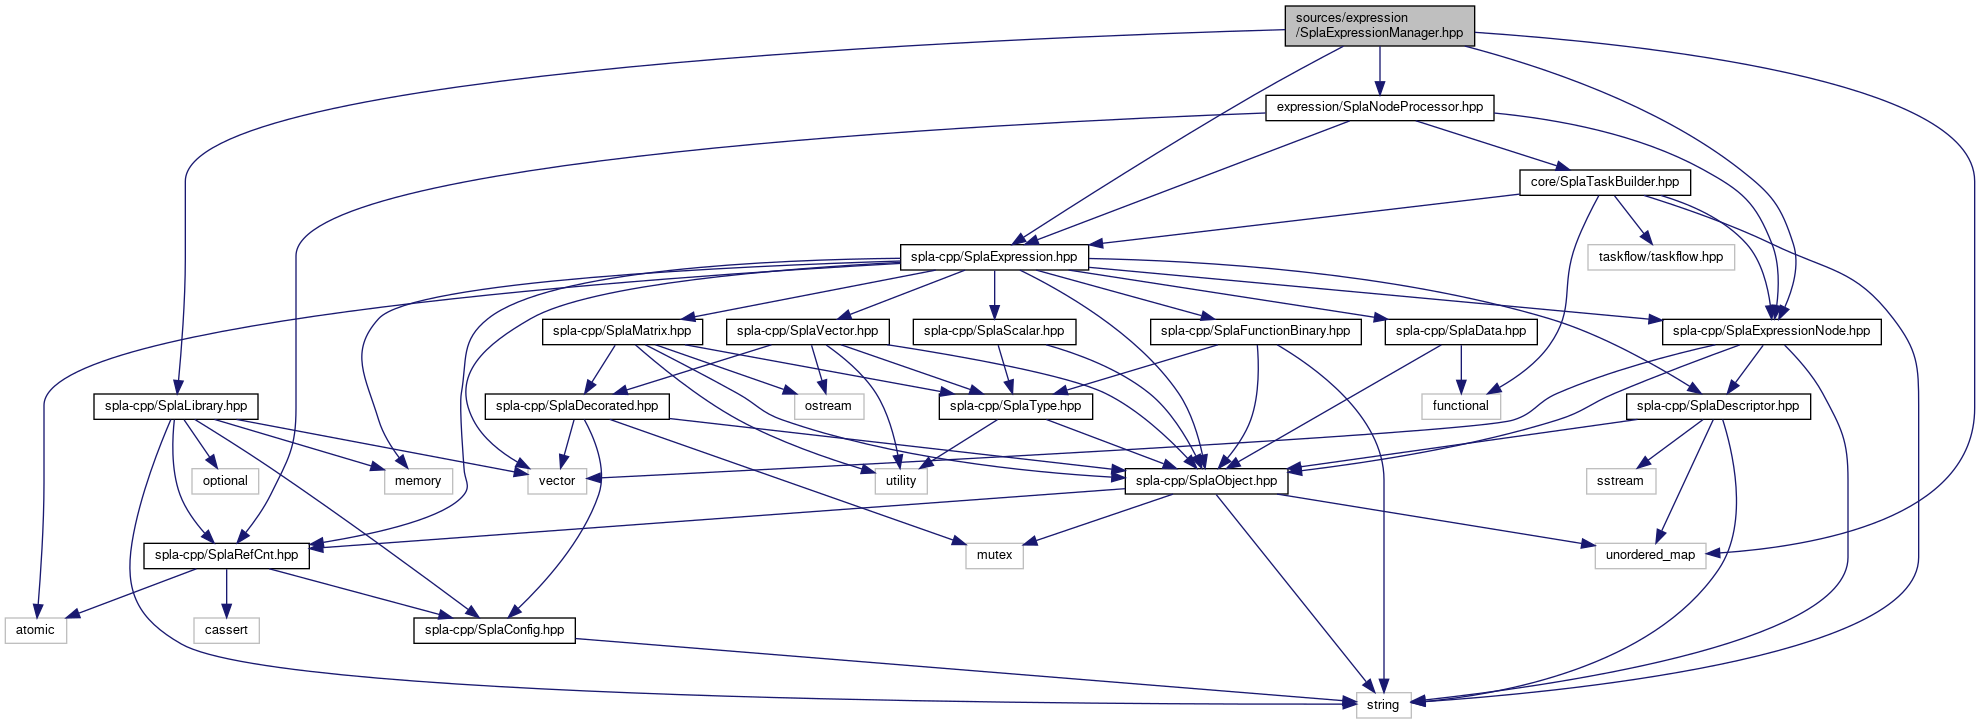 sources/expression
/SplaExpressionManager.hpp
expression/SplaNodeProcessor.hpp
core/SplaTaskBuilder.hpp
spla-cpp/SplaExpression.hpp
taskflow/taskflow.hpp
spla-cpp/SplaMatrix.hpp
spla-cpp/SplaVector.hpp
spla-cpp/SplaScalar.hpp
spla-cpp/SplaFunctionBinary.hpp
spla-cpp/SplaData.hpp
spla-cpp/SplaExpressionNode.hpp
spla-cpp/SplaLibrary.hpp
spla-cpp/SplaDecorated.hpp
ostream
spla-cpp/SplaType.hpp
functional
spla-cpp/SplaDescriptor.hpp
optional
memory
vector
utility
spla-cpp/SplaObject.hpp
sstream
spla-cpp/SplaRefCnt.hpp
mutex
unordered_map
atomic
cassert
spla-cpp/SplaConfig.hpp
string